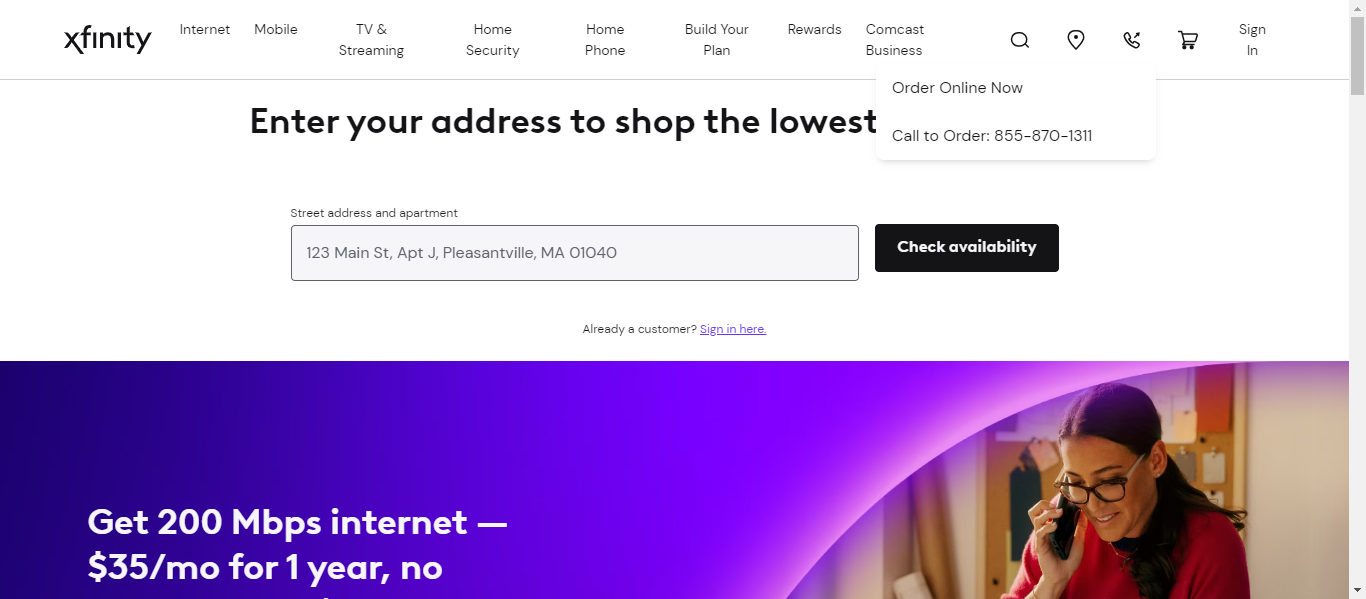 xfinity
Internet
Mobile
TV &
Streaming
Home
Security
Home
Phone
Build Your
Plan
Rewards
Comcast
Business
Sign
In
Order Online Now
Call to Order: 855-870-1311
Enter your address to shop the lowest
Street address and apartment
123 Main St, Apt J, Pleasantville, MA 01040
Check availability
Already a customer? Sign in here.
Get 200 Mbps internet —
$35/mo for 1 year, no